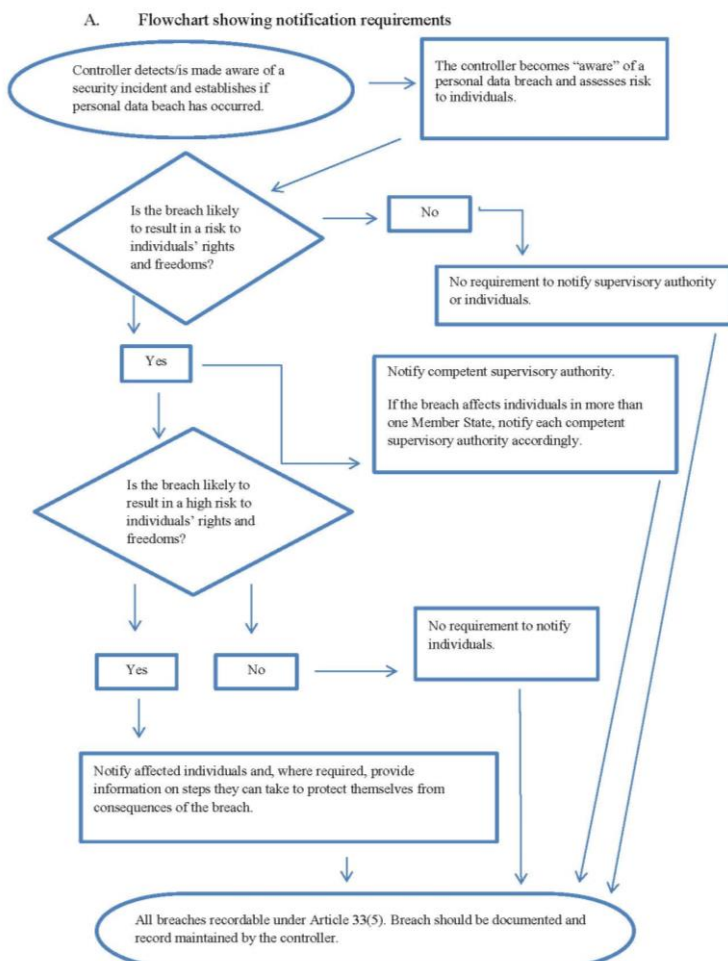 A. Flowchart showing notification requirements
Controller detects/is made aware of a
security incident and establishes if
personal data beach has occurred.
The controller becomes “aware” of a
personal data breach and assesses risk
to individuals.
Is the breach likely
to result in a risk to
individuals’ rights
and freedoms?
No
No requirement to notify supervisory authority
or individuals.
Yes
Notify competent supervisory authority.
If the breach affects individuals in more than
one Member State, notify each competent
supervisory authority accordingly.
Is the breach likely to
result in a high risk to
individuals’ rights and
freedoms?
Yes
No
No requirement to notify
individuals.
Notify affected individuals and, where required, provide
information on steps they can take to protect themselves from
consequences of the breach.
All breaches recordable under Article 33(5). Breach should be documented and
record maintained by the controller.